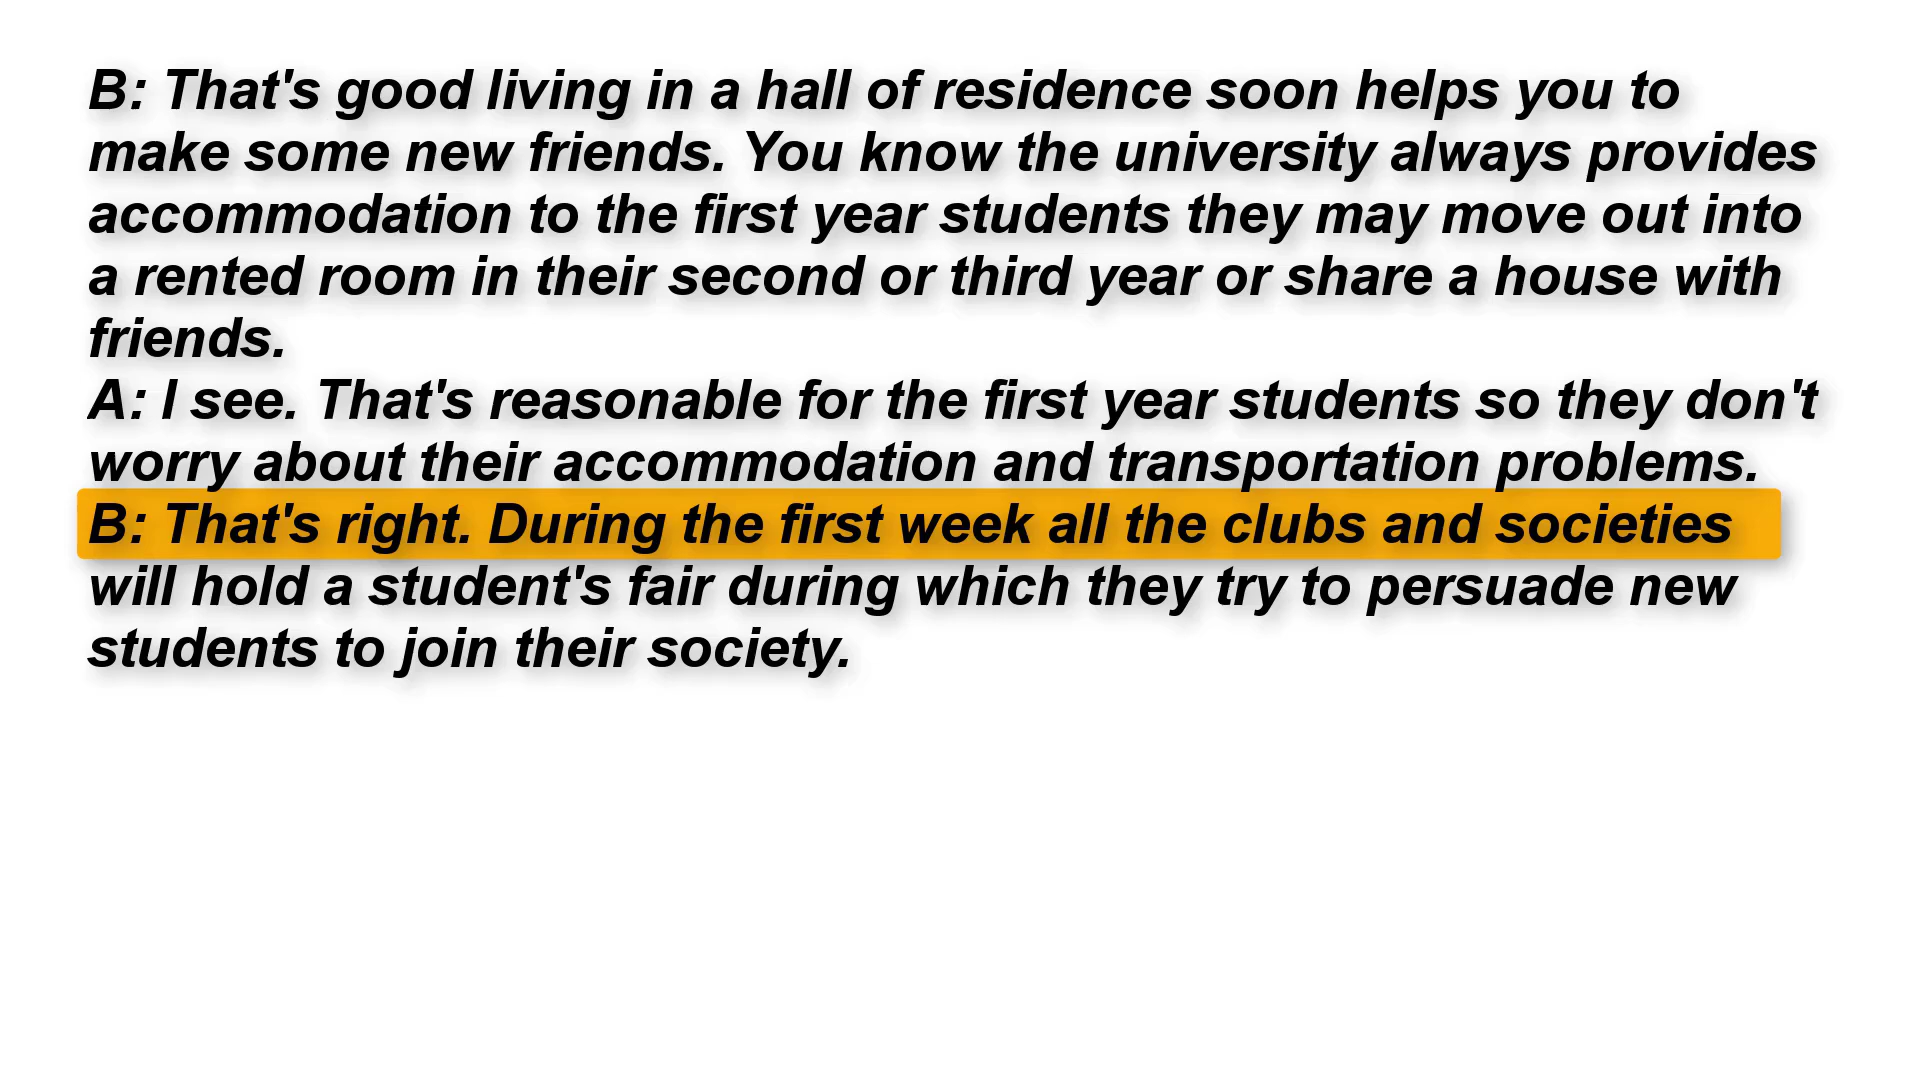 B: That's good living in a hall of residence soon helps you to
make some new friends. You know the university always provides
accommodation to the first year students they may move out into
a rented room in their second or third year or share a house with
friends.
A: I see. That's reasonable for the first year students so they don't
worry about their accommodation and transportation problems.
B: That's right. During the first week all the clubs and societies
will hold a student's fair during which they try to persuade new
students to join their society.